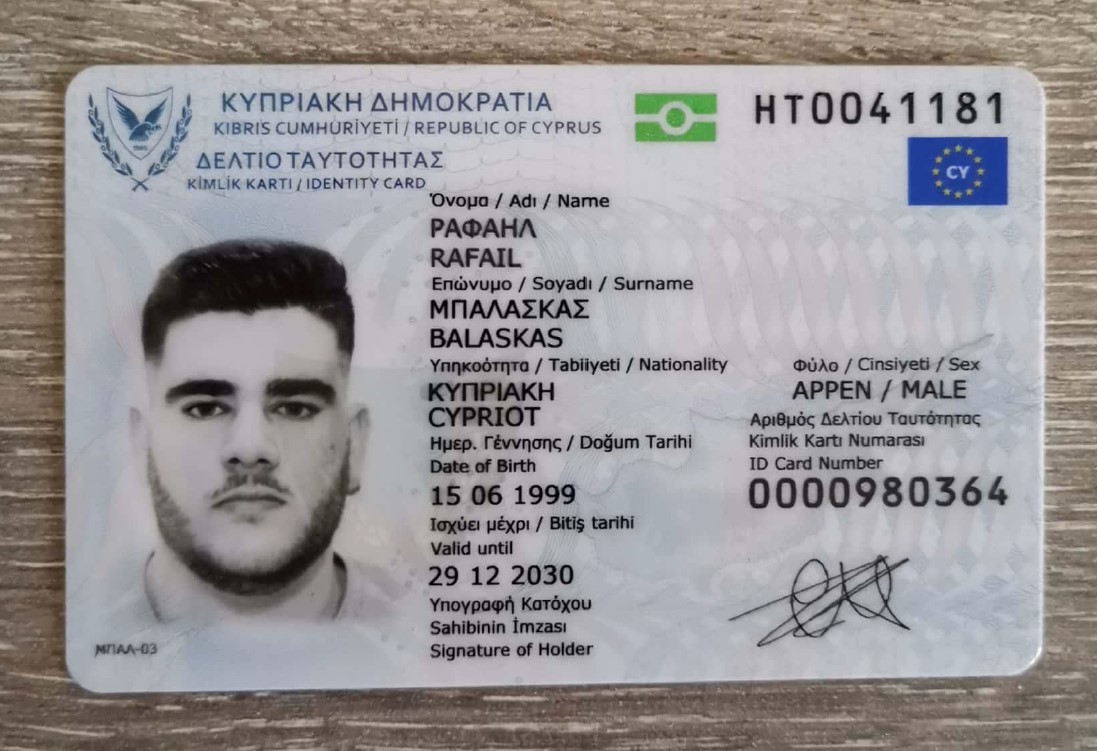 ΚΥΠΡΙΑΚΗ ΔΗΜΟΚΡΑΤΙΑ
KIBRIS CUMHURİYETİ / REPUBLIC OF CYPRUS
ΔΕΛΤΙΟ ΤΑΥΤΟΤΗΤΑΣ
KİMLİK KARTI / IDENTITY CARD
HT0041181
CY
Όνομα / Adı / Name
ΡΑΦΑΗΛ
RAFAIL
Επώνυμο / Soyadı / Surname
ΜΠΑΛΑΣΚΑΣ
BALASKAS
Υπηκοότητα / Tabiiyeti / Nationality
ΚΥΠΡΙΑΚΗ
CYPRIOT
Φύλο / Cinsiyeti / Sex
ΑΡΡΕΝ / MALE
Ημερ. Γέννησης / Doğum Tarihi
Date of Birth
15 06 1999
Αριθμός Δελτίου Ταυτότητας
Kimlik Kartı Numarası
ID Card Number
0000980364
Ισχύει μέχρι / Bitiş tarihi
Valid until
29 12 2030
Υπογραφή Κατόχου
Sahibinin İmzası
Signature of Holder
ΜΠΑΛ-03